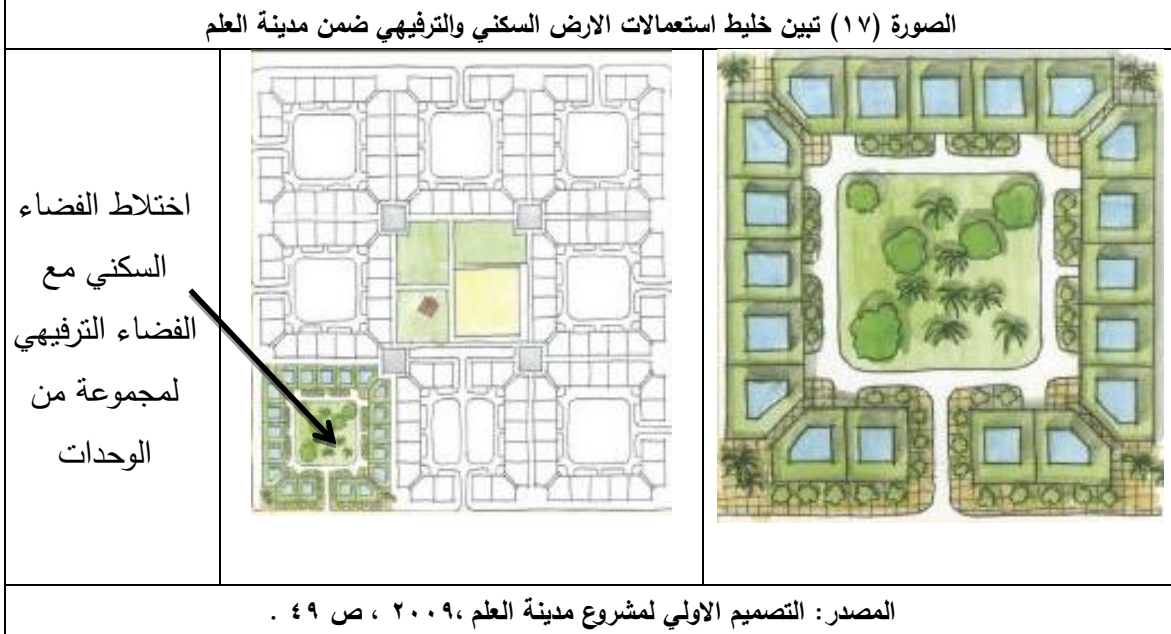 الصورة (١٧) تبين خليط استعمالات الارض السكني والترفيهي ضمن مدينة العلم
اختلاط الفضاء
السكني مع
الفضاء الترفيهي
لمجموعة من
الوحدات
المصدر: التصميم الاولي لمشروع مدينة العلم ،٢٠٠٩ ، ص ٤٩ .